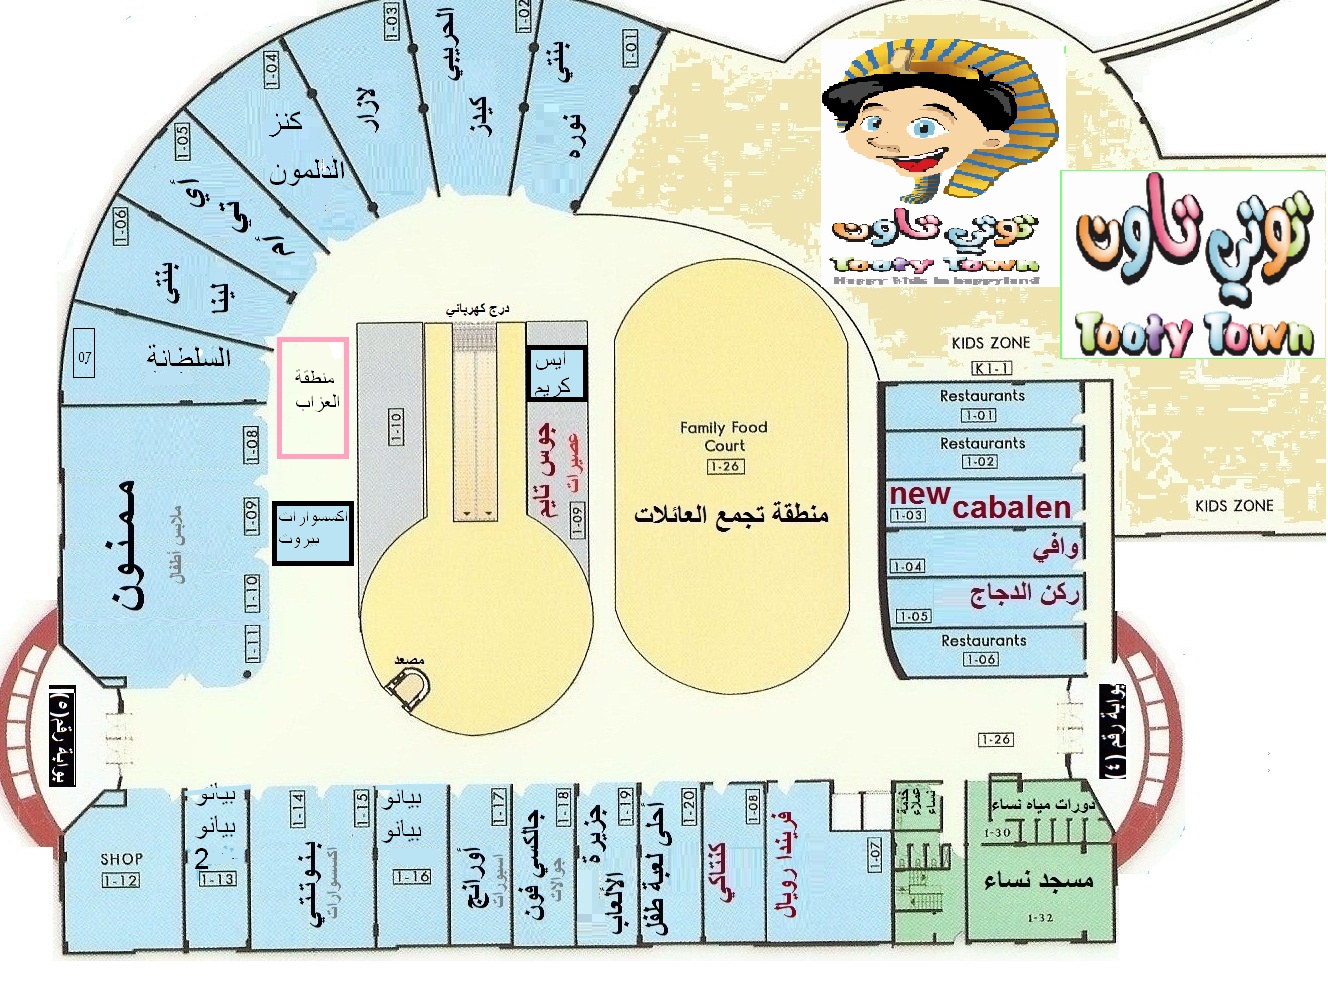 1-03
الحريبي
كيدز
1-02
بنتي
نوره
1-01
1-04
كنز
الدلمون
لازار
1-05
أي
تي
أم
1-06
بنتي
لينا
07
السلطانة
توتي تاون
Tooty Town
Happy kids in happyland
توتي تاون
Tooty Town
KIDS ZONE
K1-1
KIDS ZONE
درج كهربائي
منطقة
العزاب
ايس
كريم
1-10
جوس تايم
عصيرات
1-09
Family Food
Court
1-26
منطقة تجمع العائلات
Restaurants
1-01
Restaurants
1-02
new cabalen
1-03
وافي
1-04
ركن الدجاج
1-05
Restaurants
1-06
1-08
ممنون
ملابس أطفال
1-09
اكسسوارات
بيروت
1-10
1-11
مصعد
بوابة رقم (٥)
بوابة رقم (٤)
1-26
SHOP
1-12
بيانو
بيانو
2
1-13
1-14
بنوتتي
اكسسوارات
1-15
بيانو
بيانو
1-16
1-17
أورانج
اسبورات
1-18
جالكسي فون
جوالات
1-19
جزيرة
الألعاب
1-20
أحلى لعبة طفل
1-08
كنتاكي
فريندا رويال
1-07
خدمة
عملاء
نساء
دورات مياه نساء
1-30
مسجد نساء
1-32